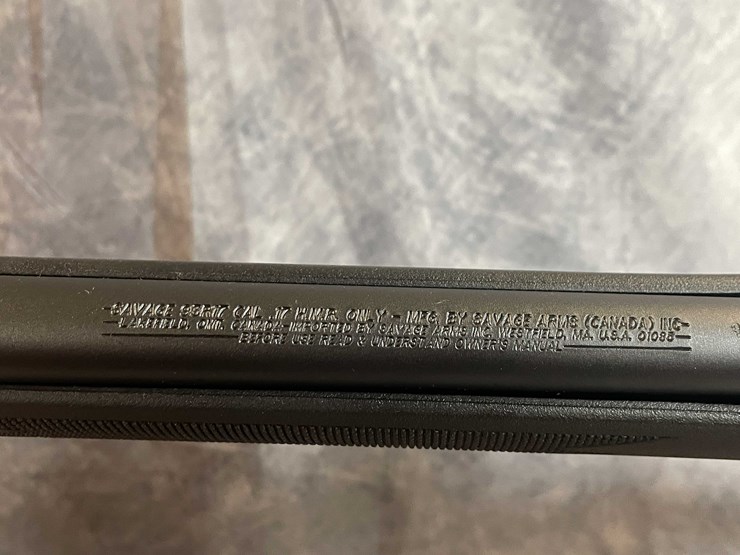 SAVAGE 93R17 CAL .17 H.M.R. ONLY - MFG. BY SAVAGE ARMS (CANADA) INC
LAKEFIELD, ONT. CANADA-IMPORTED BY SAVAGE ARMS INC. WESTFIELD, MA. U.S.A. 01085
BEFORE USE READ & UNDERSTAND OWNER'S MANUAL